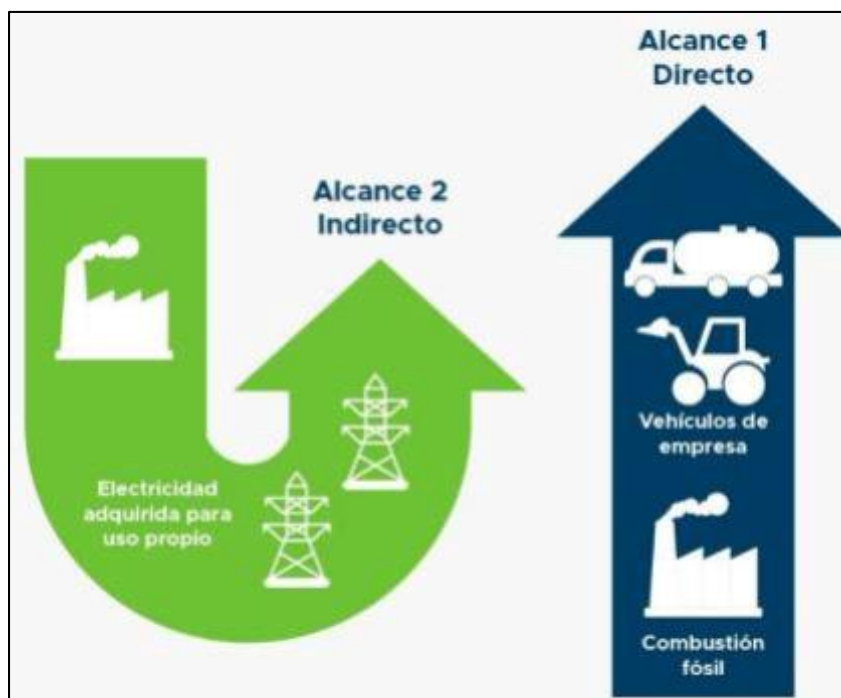 Alcance 2
Indirecto
Electricidad
adquirida para
uso propio
Alcance 1
Directo
Vehículos de
empresa
Combustión
fósil